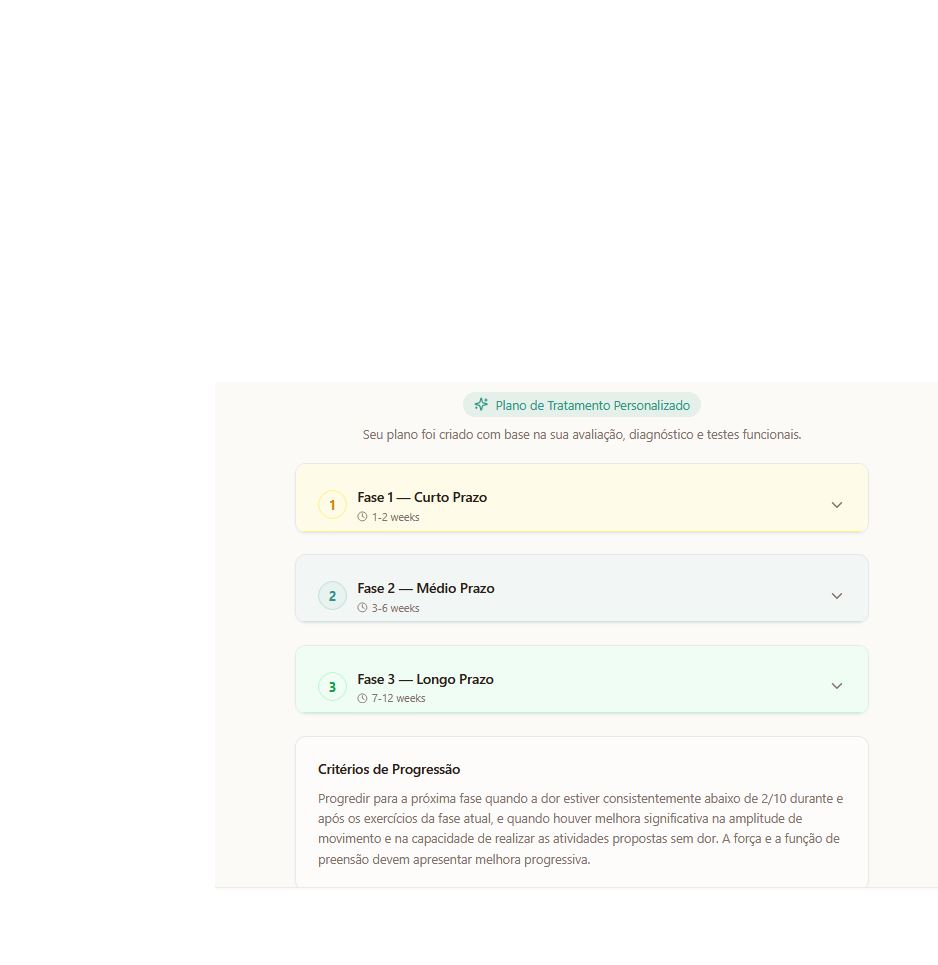 Plano de Tratamento Personalizado
Seu plano foi criado com base na sua avaliação, diagnóstico e testes funcionais.
1
Fase 1 — Curto Prazo
1-2 weeks
2
Fase 2 — Médio Prazo
3-6 weeks
3
Fase 3 — Longo Prazo
7-12 weeks
Critérios de Progressão
Progredir para a próxima fase quando a dor estiver consistentemente abaixo de 2/10 durante e
após os exercícios da fase atual, e quando houver melhora significativa na amplitude de
movimento e na capacidade de realizar as atividades propostas sem dor. A força e a função de
preensão devem apresentar melhora progressiva.